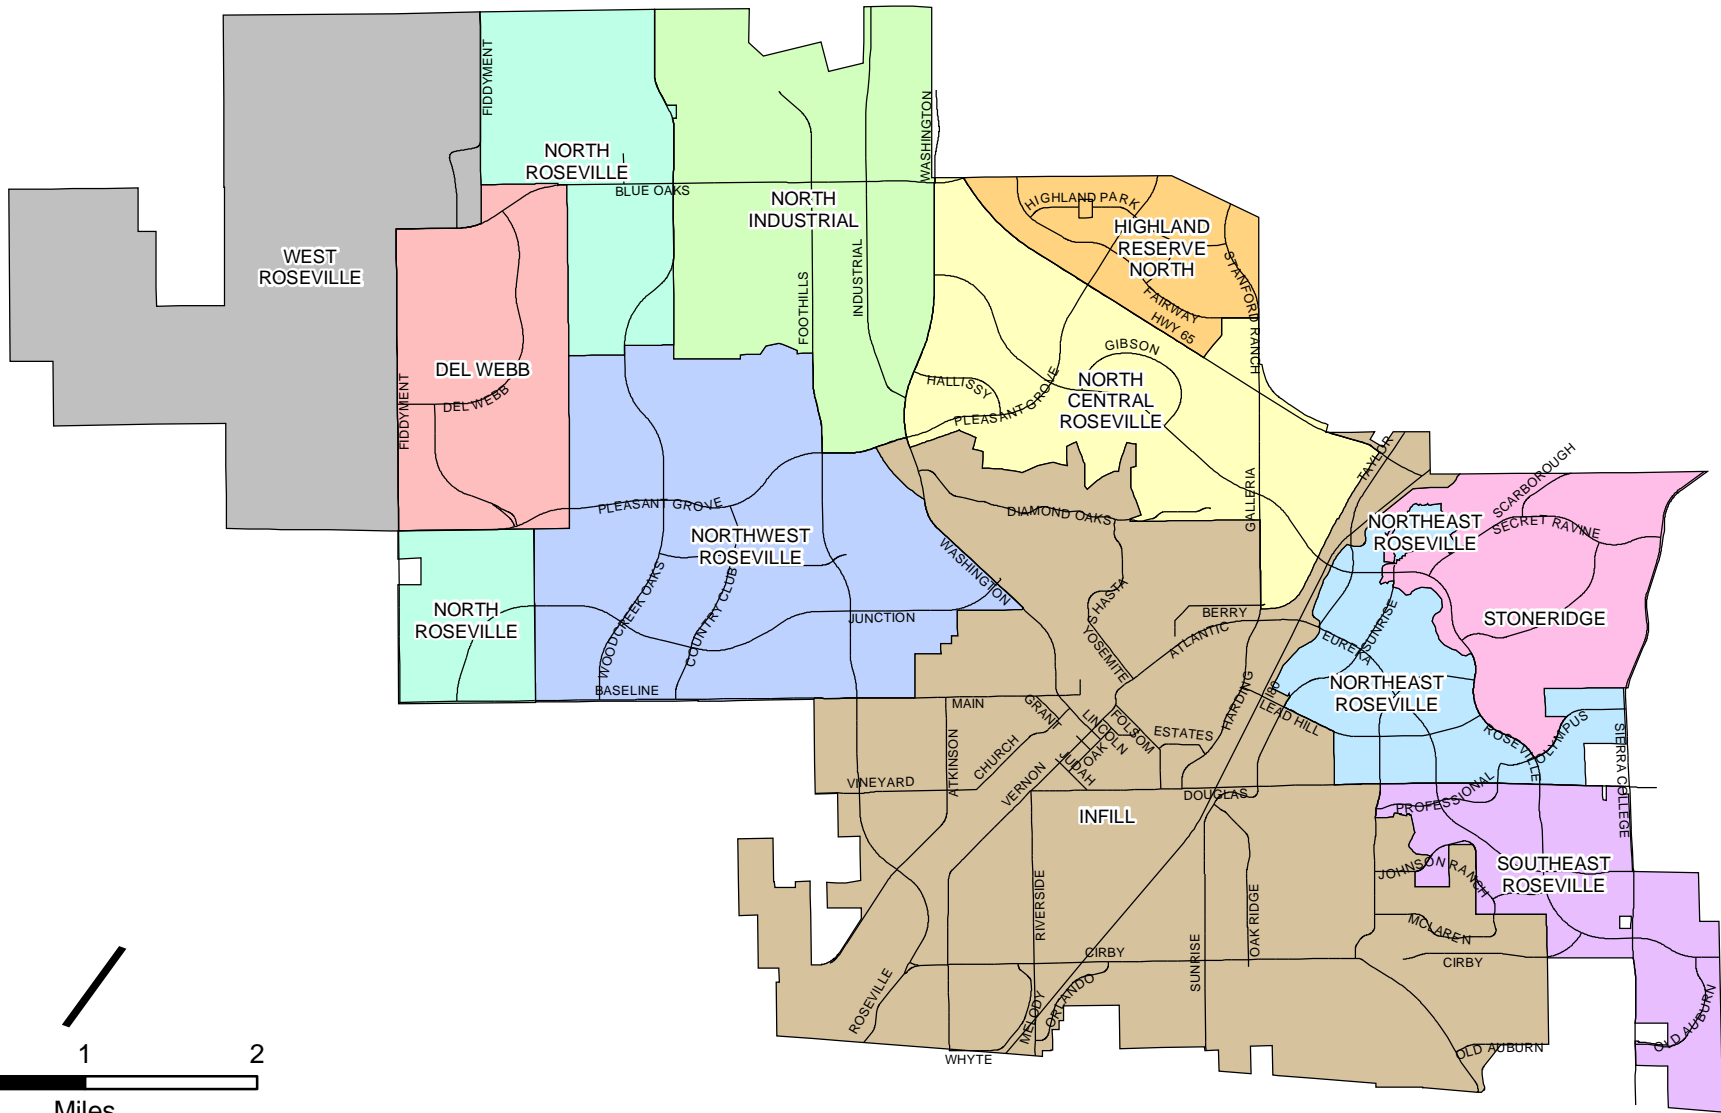 FIDDYMENT
WASHINGTON
NORTH
ROSEVILLE
BLUE OAKS
NORTH
INDUSTRIAL
HIGHLAND PARK
HIGHLAND
RESERVE
NORTH
STANFORD RANCH
FAIRWAY
HWY 65
WEST
ROSEVILLE
FOOTHILLS
INDUSTRIAL
GIBSON
HALLISSY
PLEASANT GROVE
NORTH
CENTRAL
ROSEVILLE
DEL WEBB
DEL WEBB
FIDDYMENT
TAYLOR
GALLERIA
SCARBOROUGH
SECRET RAVINE
NORTHEAST
ROSEVILLE
PLEASANT GROVE
DIAMOND OAKS
NORTHWEST
ROSEVILLE
WASHINGTON
WOODCREEK OAKS
COUNTRY CLUB
JUNCTION
NORTH
ROSEVILLE
BASELINE
SHASTA
YOSEMITE
BERRY
ATLANTIC
EUREKA
SUNRISE
STONERIDGE
NORTHEAST
ROSEVILLE
HARDING
I80
LEAD HILL
MAIN
GRANT
LINCOLN
FOLSOM
OAK
JUDAH
ESTATES
ROSEVILLE
OLYMPUS
SIERRA COLLEGE
CHURCH
ATKINSON
VERNON
VINEYARD
DOUGLAS
PROFESSIONAL
INFILL
JOHNSON RANCH
SOUTHEAST
ROSEVILLE
RIVERSIDE
OAK RIDGE
MCLAREN
CIRBY
CIRBY
SUNRISE
ROSEVILLE
MELODY
ORLANDO
WHYTE
OLD AUBURN
OLD AUBURN
1
2
Miles